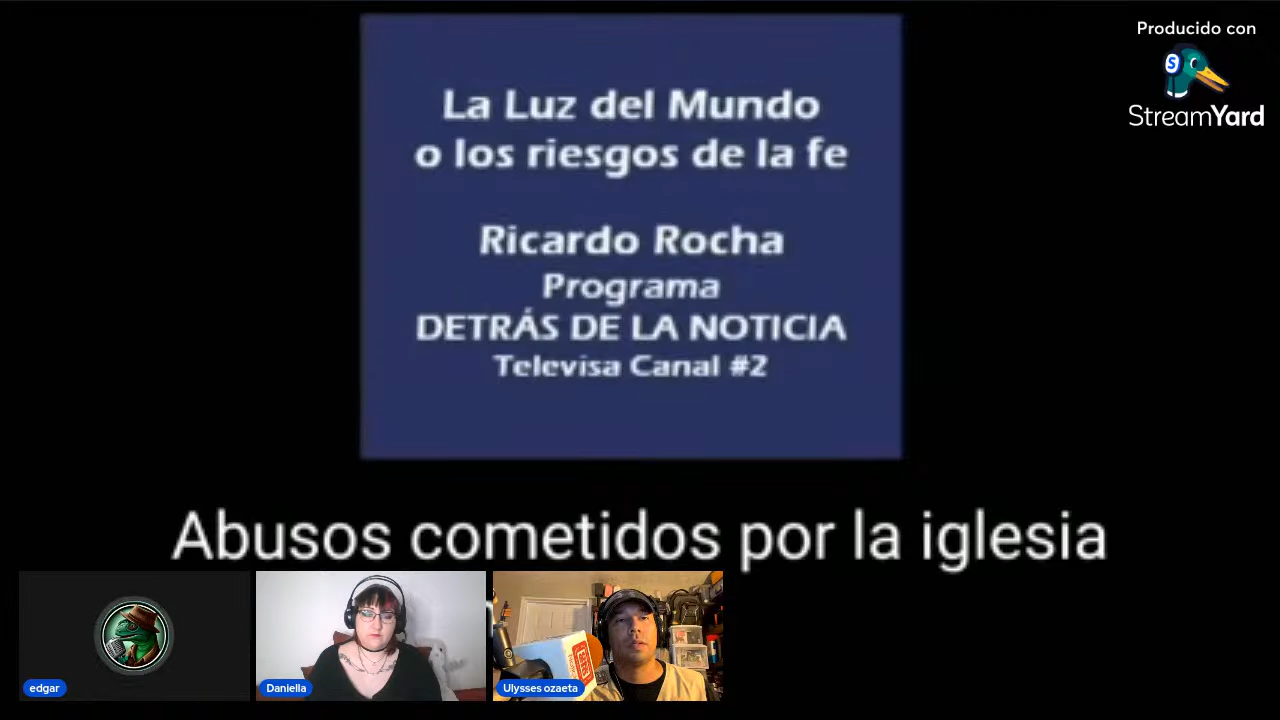 Producido con
StreamYard
La Luz del Mundo
o los riesgos de la fe
Ricardo Rocha
Programa
DETRÁS DE LA NOTICIA
Televisa Canal #2
Abusos cometidos por la iglesia
edgar
Daniella
Ulysses ozaeta